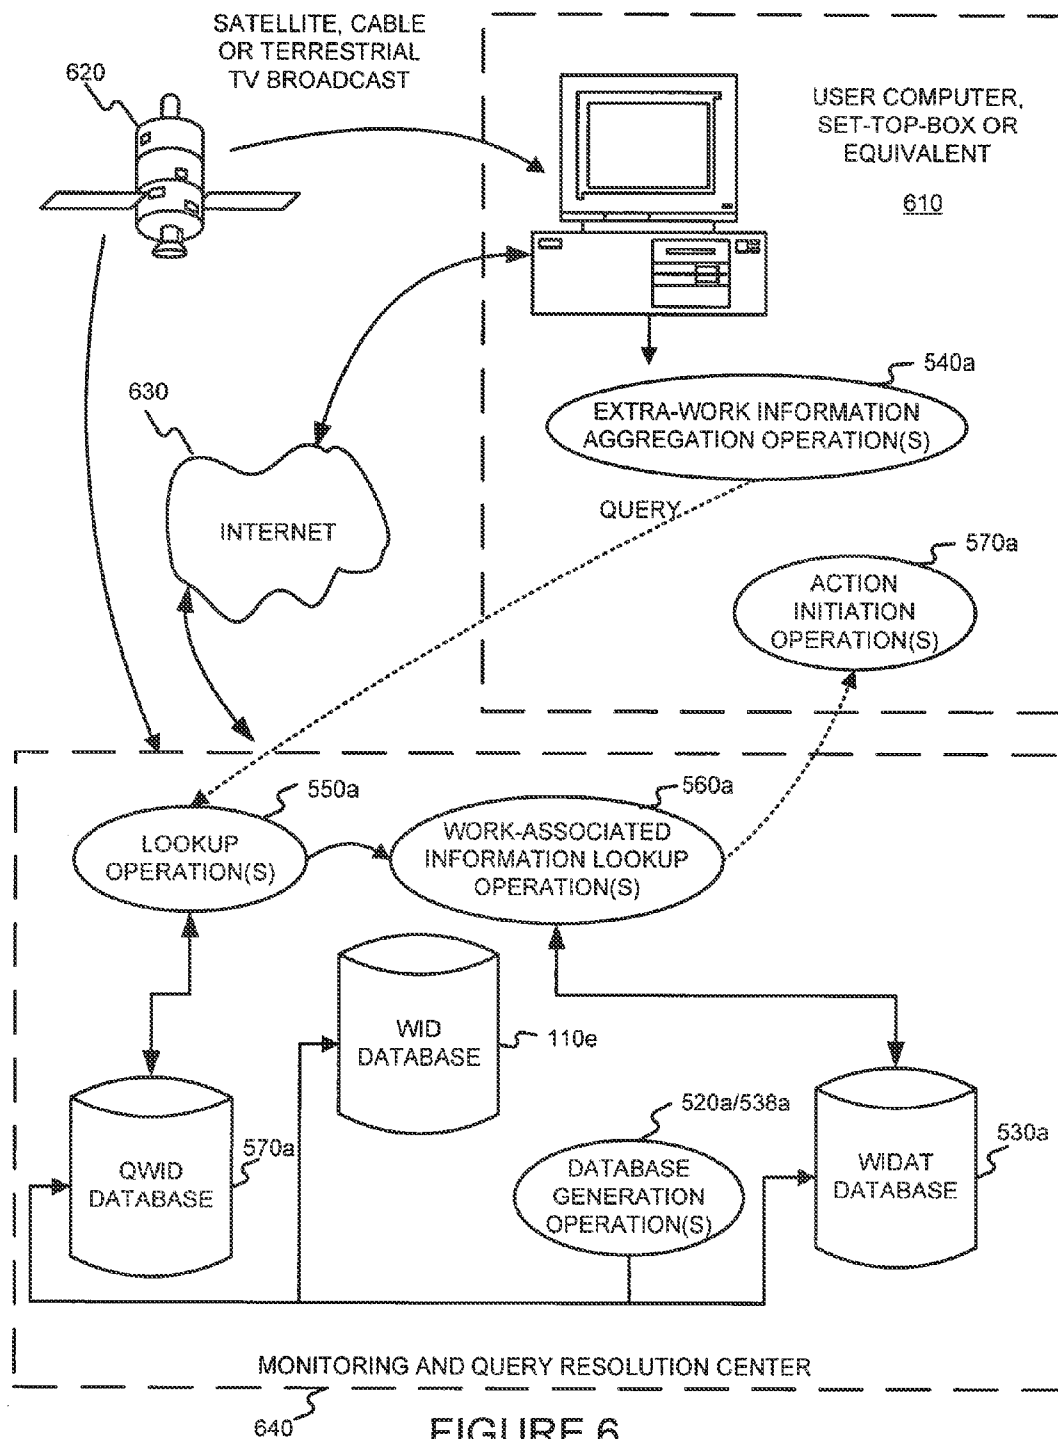 SATELLITE, CABLE
OR TERRESTRIAL
TV BROADCAST
620
USER COMPUTER,
SET-TOP-BOX OR
EQUIVALENT
610
540a
EXTRA-WORK INFORMATION
AGGREGATION OPERATION(S)
630
INTERNET
QUERY
570a
ACTION
INITIATION
OPERATION(S)
550a
LOOKUP
OPERATION(S)
560a
WORK-ASSOCIATED
INFORMATION LOOKUP
OPERATION(S)
WID
DATABASE
110e
QWID
DATABASE
570a
520a/538a
DATABASE
GENERATION
OPERATION(S)
WIDAT
DATABASE
530a
MONITORING AND QUERY RESOLUTION CENTER
640
FIGURE 6